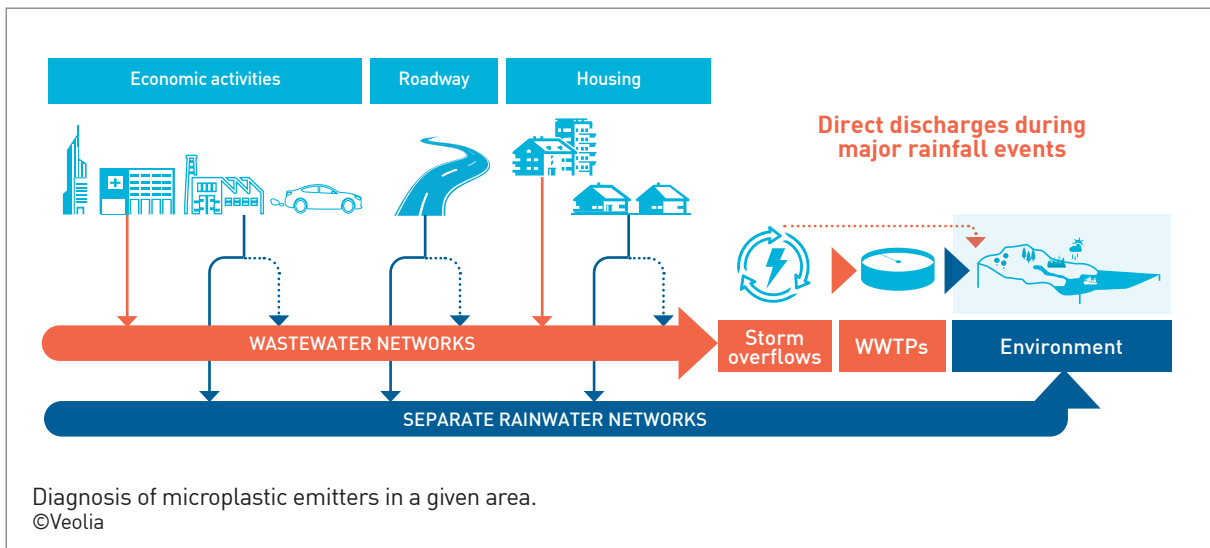 Economic activities
Roadway
Housing
Direct discharges during
major rainfall events
WASTEWATER NETWORKS
Storm
overflows
WWTPs
Environment
SEPARATE RAINWATER NETWORKS
Diagnosis of microplastic emitters in a given area.
©Veolia